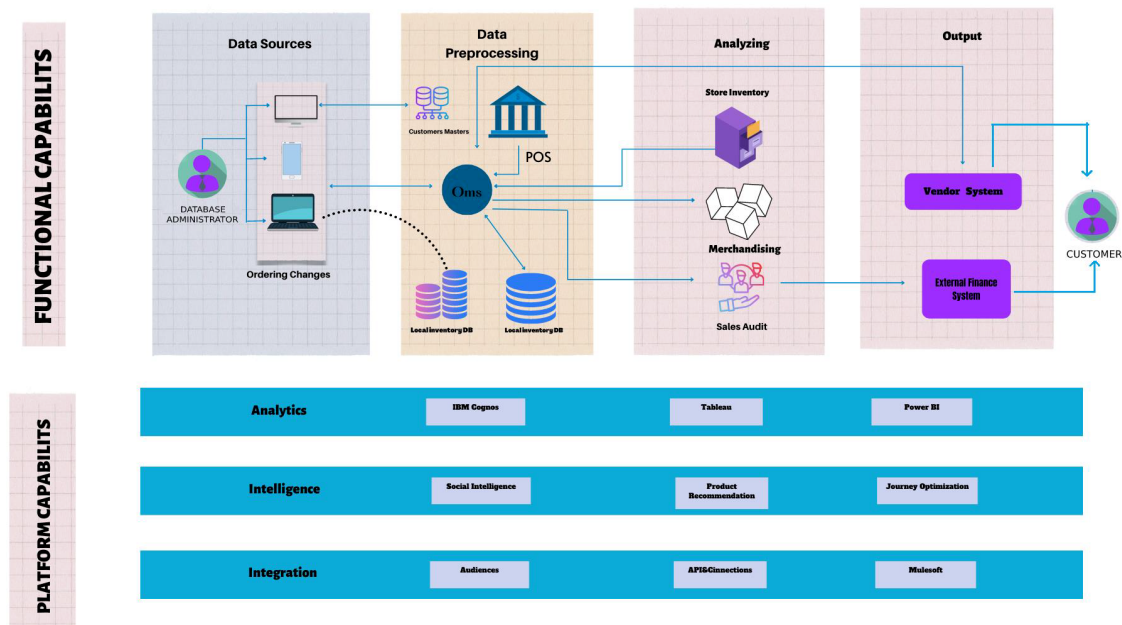 FUNCTIONAL CAPABILITS
Data Sources
Data
Preprocessing
Analyzing
Output
Store Inventory
Customers Masters
POS
Oms
DATABASE
ADMINISTRATOR
Vendor System
CUSTOMER
Merchandising
Ordering Changes
External Finance
System
Local inventory DB
Local inventory DB
Sales Audit
PLATFORM CAPABILITS
Analytics
IBM Cognos
Tableau
Power BI
Intelligence
Social Intelligence
Product
Recommendation
Journey Optimization
Integration
Audiences
API&Cinnections
Mulesoft